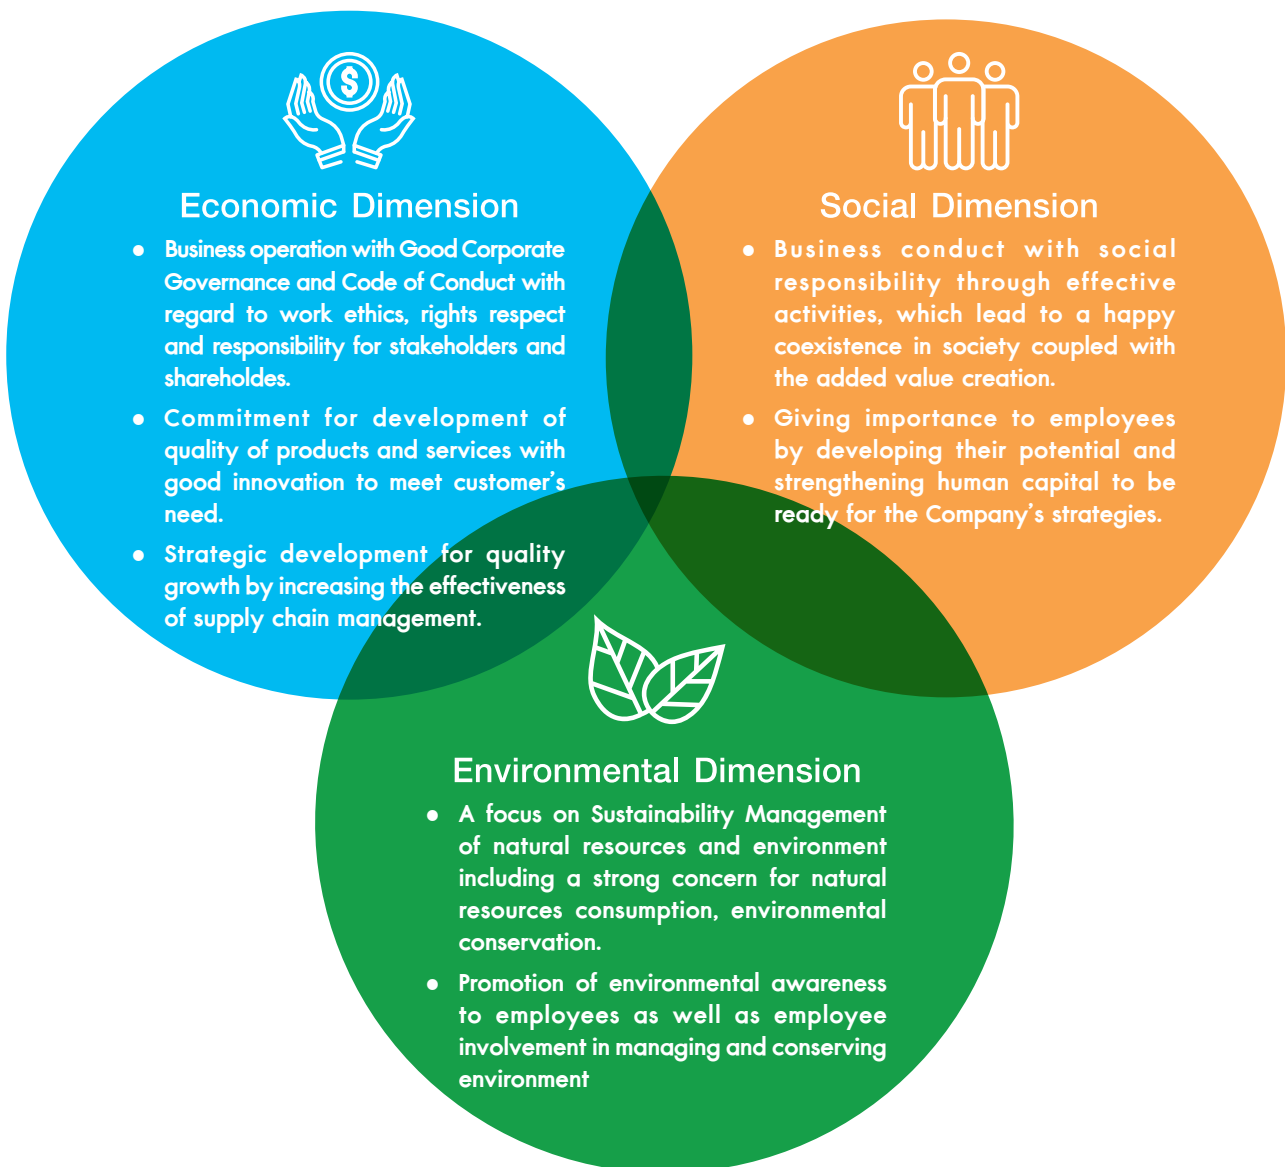 $
Economic Dimension
● Business operation with Good Corporate
Governance and Code of Conduct with
regard to work ethics, rights respect
and responsibility for stakeholders and
shareholdes.
● Commitment for development of
quality of products and services with
good innovation to meet customer's
need.
● Strategic development for quality
growth by increasing the effectiveness
of supply chain management.
Social Dimension
● Business conduct with social
responsibility through effective
activities, which lead to a happy
coexistence in society coupled with
the added value creation.
● Giving importance to employees
by developing their potential and
strengthening human capital to be
ready for the Company's strategies.
Environmental Dimension
● A focus on Sustainability Management
of natural resources and environment
including a strong concern for natural
resources consumption, environmental
conservation.
● Promotion of environmental awareness
to employees as well as employee
involvement in managing and conserving
environment